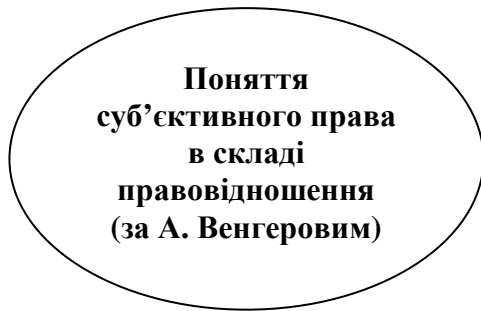 Поняття
суб’єктивного права
в складі
правовідношення
(за А. Венгеровим)